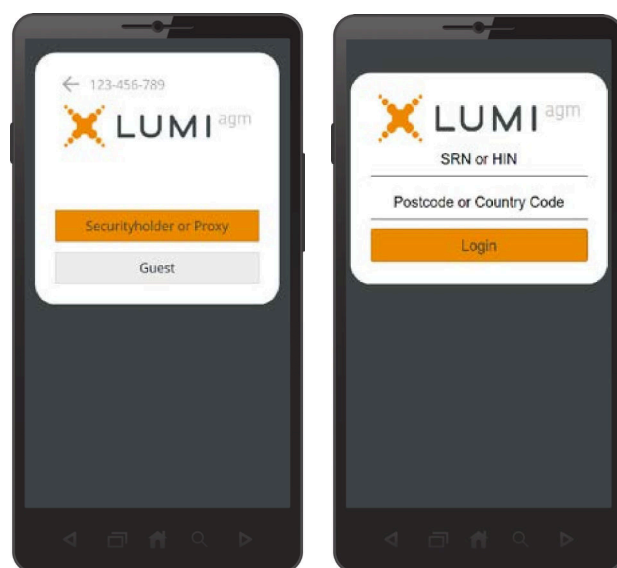 123-456-789
LUMI agm
Securityholder or Proxy
Guest
LUMI agm
SRN or HIN
Postcode or Country Code
Login